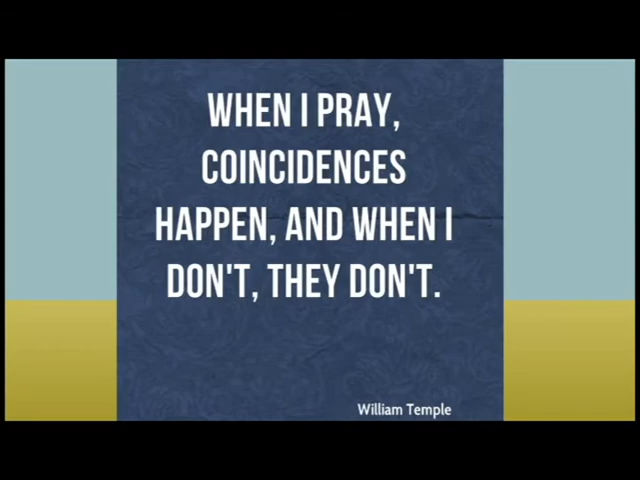 WHEN I PRAY,
COINCIDENCES
HAPPEN, AND WHEN I
DON'T, THEY DON'T.
William Temple